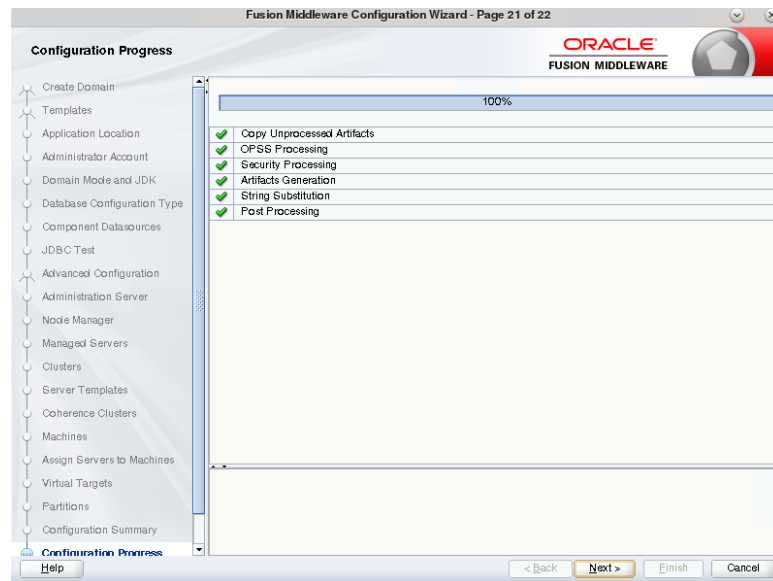 Fusion Middleware Configuration Wizard - Page 21 of 22
Configuration Progress
ORACLE
FUSION MIDDLEWARE
Create Domain
Templates
Application Location
Administrator Account
Domain Mode and JDK
Database Configuration Type
Component Datasources
JDBC Test
Advanced Configuration
Administration Server
Node Manager
Managed Servers
Clusters
Server Templates
Coherence Clusters
Machines
Assign Servers to Machines
Virtual Targets
Partitions
Configuration Summary
Configuration Progress
100%
Copy Unprocessed Artifacts
OPSS Processing
Security Processing
Artifacts Generation
String Substitution
Post Processing
Help
< Back
Next >
Finish
Cancel